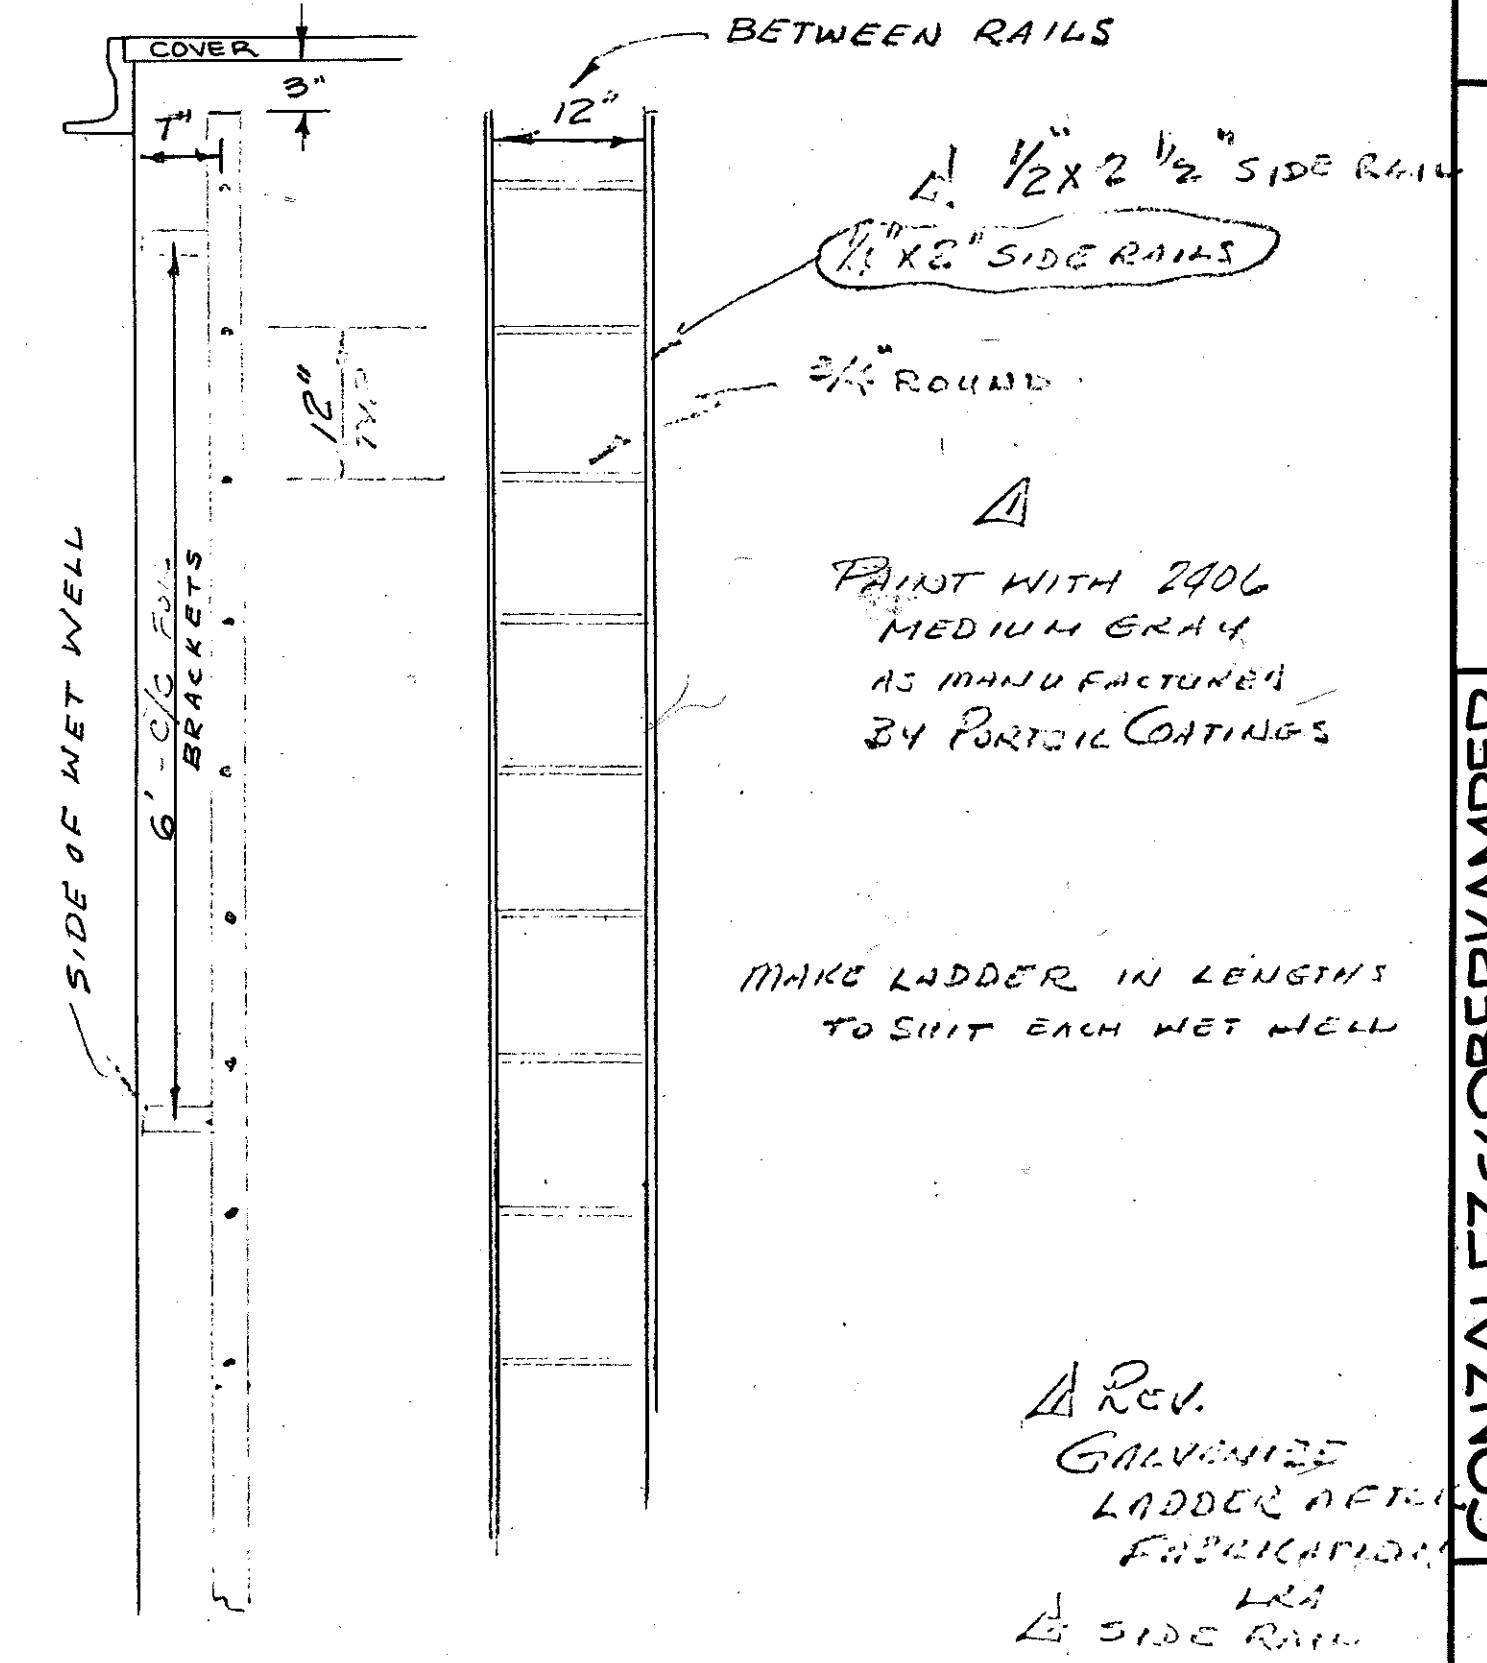 COVER
3"
7"
BETWEEN RAILS
12"
1/2" X 2 1/2" SIDE RAIL
X 2" SIDE RAILS
12"
TYP
3/4" ROUND
1
PAINT WITH 2406
MEDIUM GRAY
AS MANUFACTURED
BY COATINGS
SIDE OF WET WELL
6' - C/C FOR
BRACKETS
MAKE LADDER IN LENGTHS
TO SUIT EACH WET WELL
REV.
GALVANIZE
LADDER AFTER
FABRICATION
LRA
SIDE RAIL